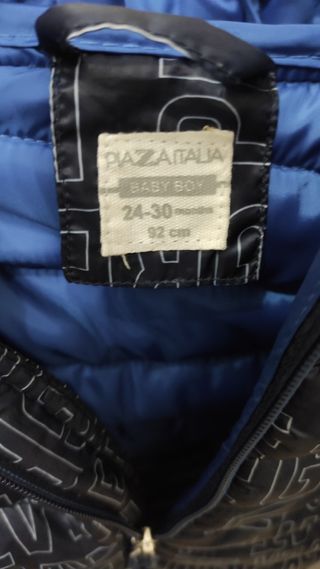 PIAZZAITALIA
BABY BOY
24-30 months
92 cm